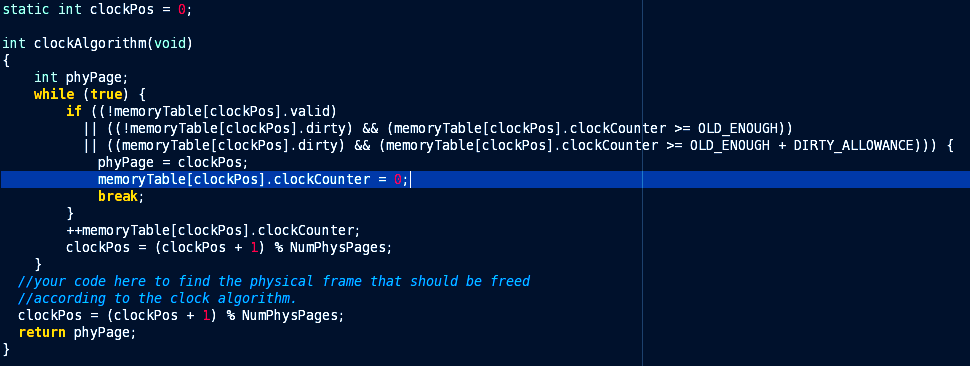 static int clockPos = 0;

int clockAlgorithm(void)
{
    int phyPage;
    while (true) {
        if ((!memoryTable[clockPos].valid)
          || ((!memoryTable[clockPos].dirty) && (memoryTable[clockPos].clockCounter >= OLD_ENOUGH))
          || ((memoryTable[clockPos].dirty) && (memoryTable[clockPos].clockCounter >= OLD_ENOUGH + DIRTY_ALLOWANCE))) {
            phyPage = clockPos;
            memoryTable[clockPos].clockCounter = 0;
            break;
        }
        ++memoryTable[clockPos].clockCounter;
        clockPos = (clockPos + 1) % NumPhysPages;
    }
  //your code here to find the physical frame that should be freed
  //according to the clock algorithm.
  clockPos = (clockPos + 1) % NumPhysPages;
  return phyPage;
}